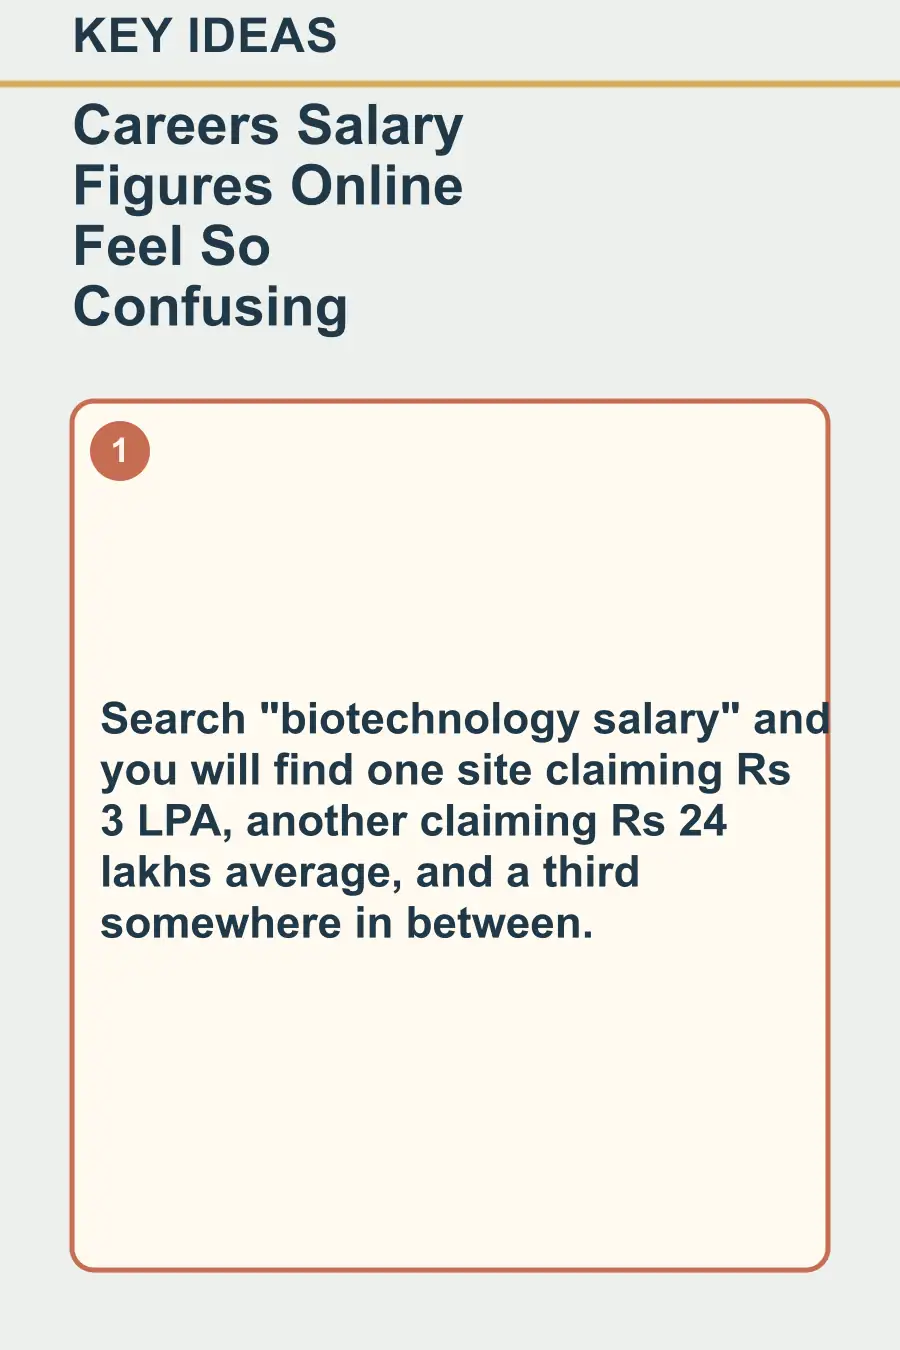 KEY IDEAS
Careers Salary
Figures Online
Feel So
Confusing
1
Search "biotechnology salary" and
you will find one site claiming Rs
3 LPA, another claiming Rs 24
lakhs average, and a third
somewhere in between.